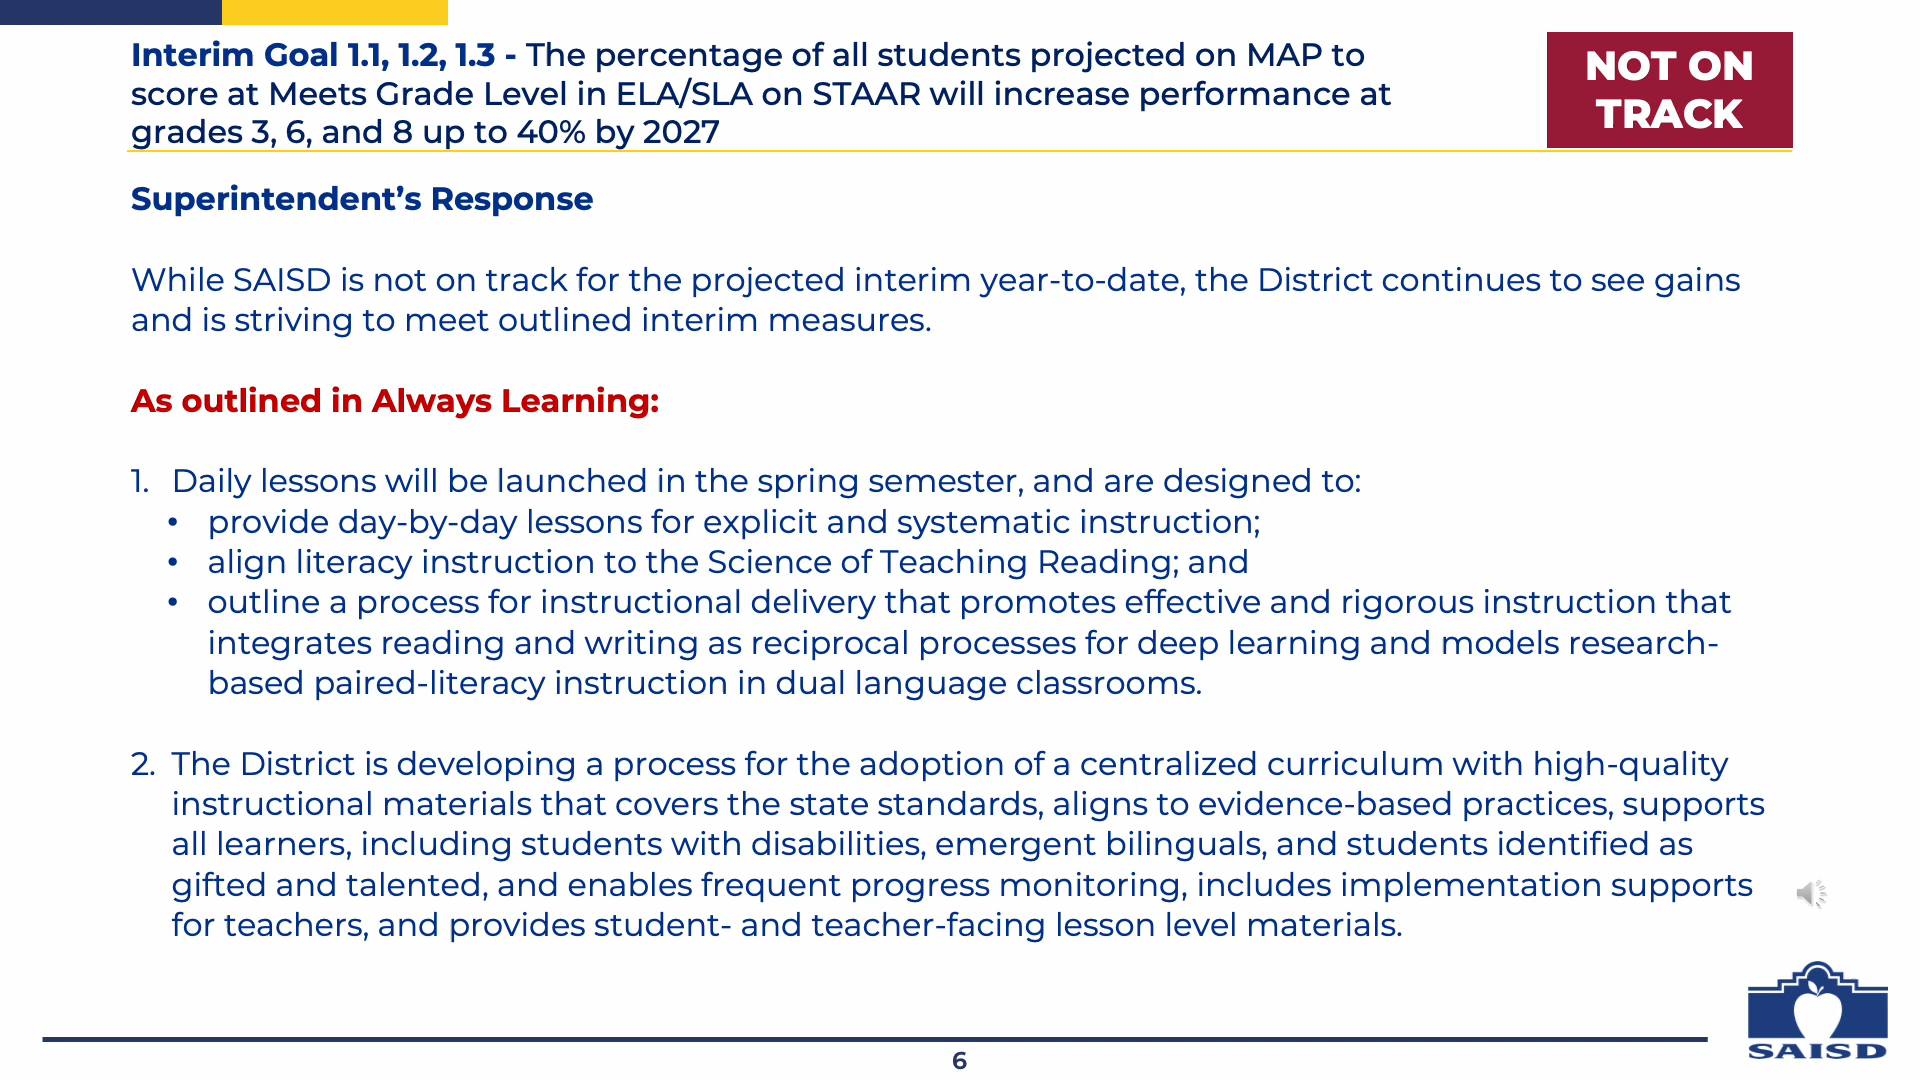 Interim Goal 1.1, 1.2, 1.3 - The percentage of all students projected on MAP to
score at Meets Grade Level in ELA/SLA on STAAR will increase performance at
grades 3, 6, and 8 up to 40% by 2027
NOT ON
TRACK
Superintendent’s Response
While SAISD is not on track for the projected interim year-to-date, the District continues to see gains
and is striving to meet outlined interim measures.
As outlined in Always Learning:
1. Daily lessons will be launched in the spring semester, and are designed to:
• provide day-by-day lessons for explicit and systematic instruction;
• align literacy instruction to the Science of Teaching Reading; and
• outline a process for instructional delivery that promotes effective and rigorous instruction that
integrates reading and writing as reciprocal processes for deep learning and models research-
based paired-literacy instruction in dual language classrooms.
2. The District is developing a process for the adoption of a centralized curriculum with high-quality
instructional materials that covers the state standards, aligns to evidence-based practices, supports
all learners, including students with disabilities, emergent bilinguals, and students identified as
gifted and talented, and enables frequent progress monitoring, includes implementation supports
for teachers, and provides student- and teacher-facing lesson level materials.
6
SAISD